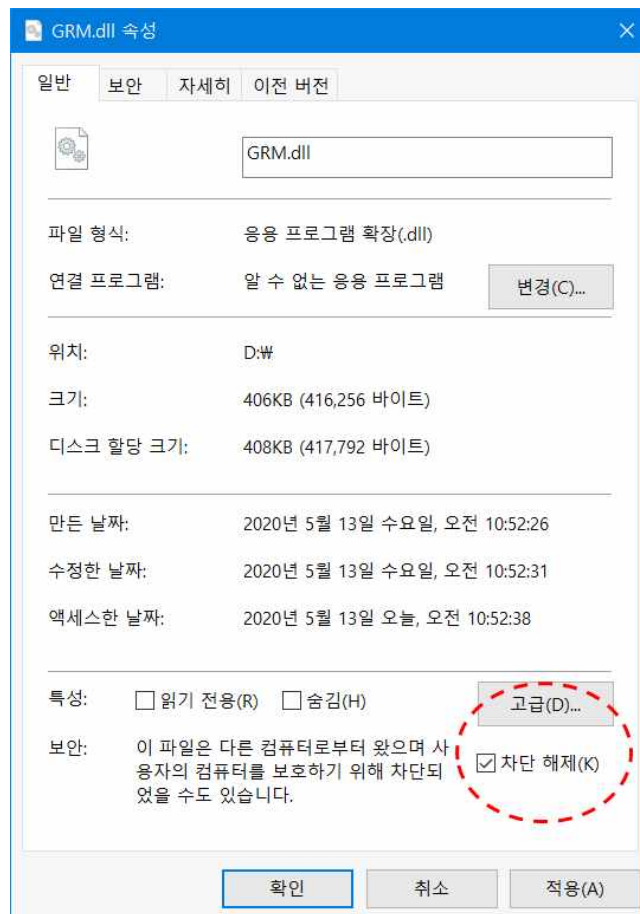 GRM.dll 속성
일반 보안 자세히 이전 버전
GRM.dll
파일 형식: 응용 프로그램 확장(.dll)
연결 프로그램: 알 수 없는 응용 프로그램 변경(C)...
위치: D:₩
크기: 406KB (416,256 바이트)
디스크 할당 크기: 408KB (417,792 바이트)
만든 날짜: 2020년 5월 13일 수요일, 오전 10:52:26
수정한 날짜: 2020년 5월 13일 수요일, 오전 10:52:31
액세스한 날짜: 2020년 5월 13일 오늘, 오전 10:52:38
특성: 읽기 전용(R) 숨김(H) 고급(D)...
보안: 이 파일은 다른 컴퓨터로부터 왔으며 사
용자의 컴퓨터를 보호하기 위해 차단되
었을 수도 있습니다.
차단 해제(K)
확인 취소 적용(A)